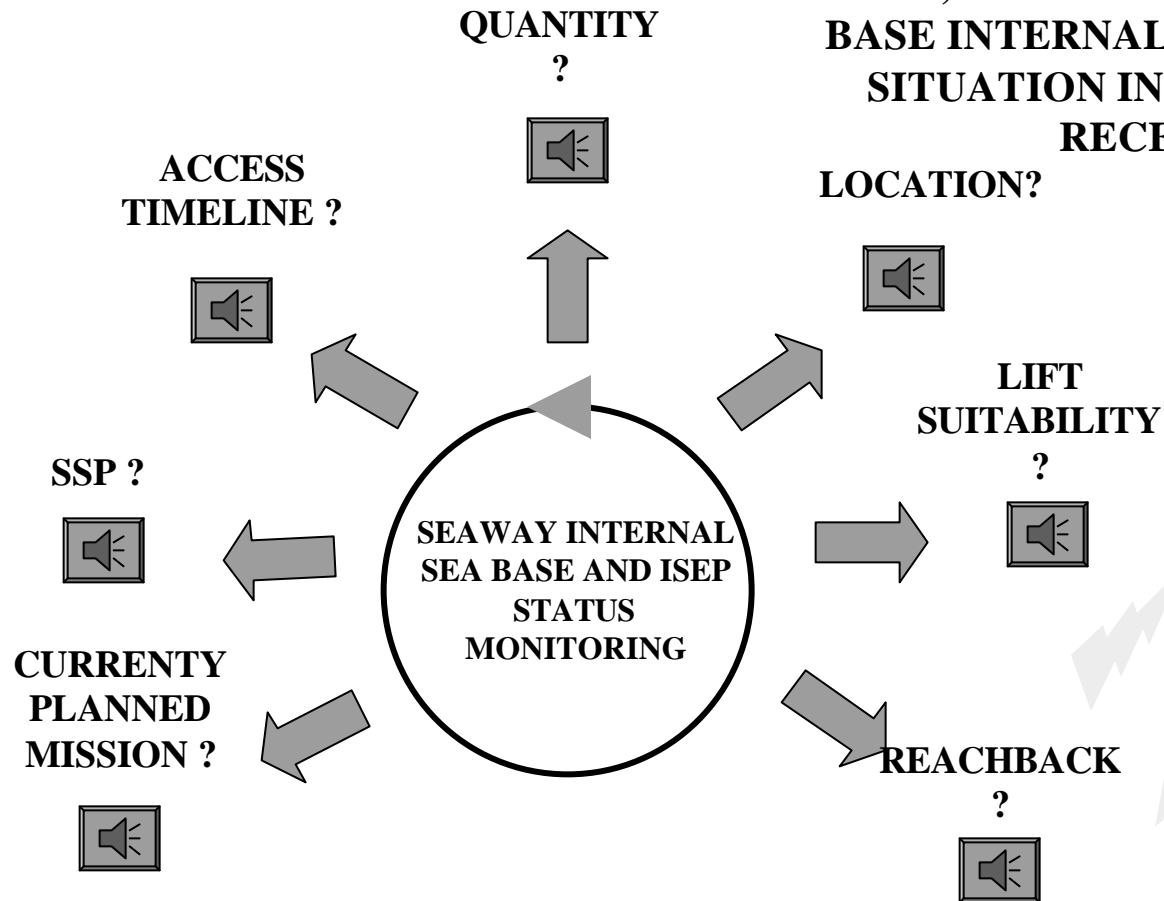 QUANTITY
?
BASE INTERNAL
SITUATION IN
RECE
ACCESS
TIMELINE ?
LOCATION?
LIFT
SUITABILITY
?
SSP ?
SEAWAY INTERNAL
SEA BASE AND ISEP
STATUS
MONITORING
CURRENTY
PLANNED
MISSION ?
REACHBACK
?